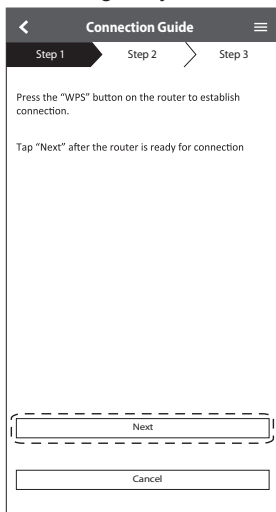 Connection Guide
Step 1 Step 2 Step 3
Press the “WPS” button on the router to establish
connection.
Tap “Next” after the router is ready for connection
Next
Cancel